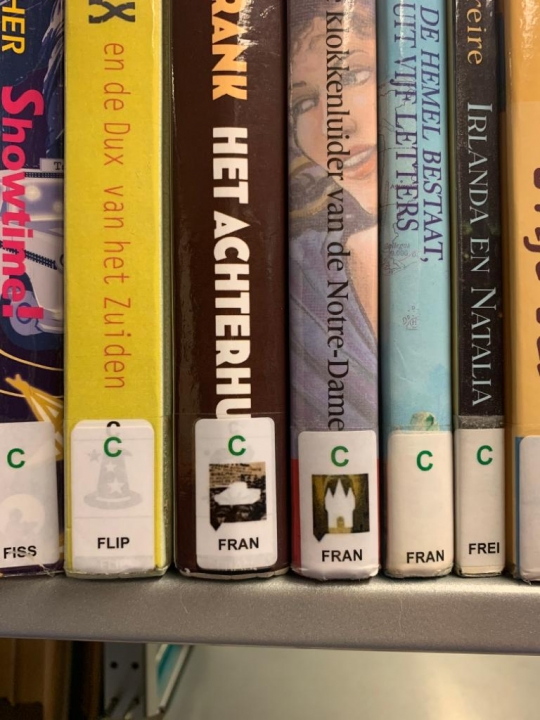 HER
Showtime!
C
FISS
X
en de Dux van het Zuiden
C
FLIP
RANK
HET ACHTERHU
C
FRAN
klokkenluider van de Notre-Dame
C
FRAN
DE HEMEL BESTAAT,
UIT VIJF LETTERS
C
FRAN
reire
IRLANDA EN NATALIA
C
FREI